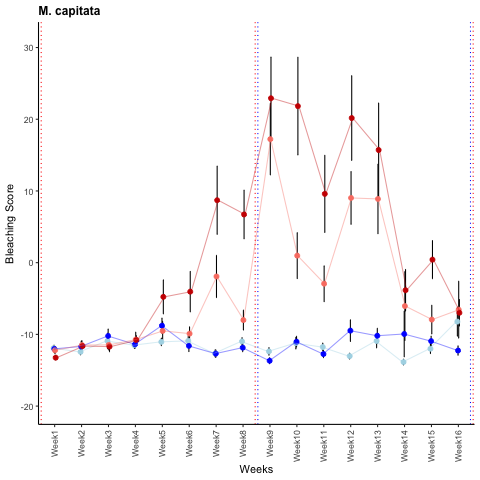 M. capitata
Bleaching Score
30
20
10
0
-10
-20
Week1
Week2
Week3
Week4
Week5
Week6
Week7
Week8
Week9
Week10
Week11
Week12
Week13
Week14
Week15
Week16
Weeks